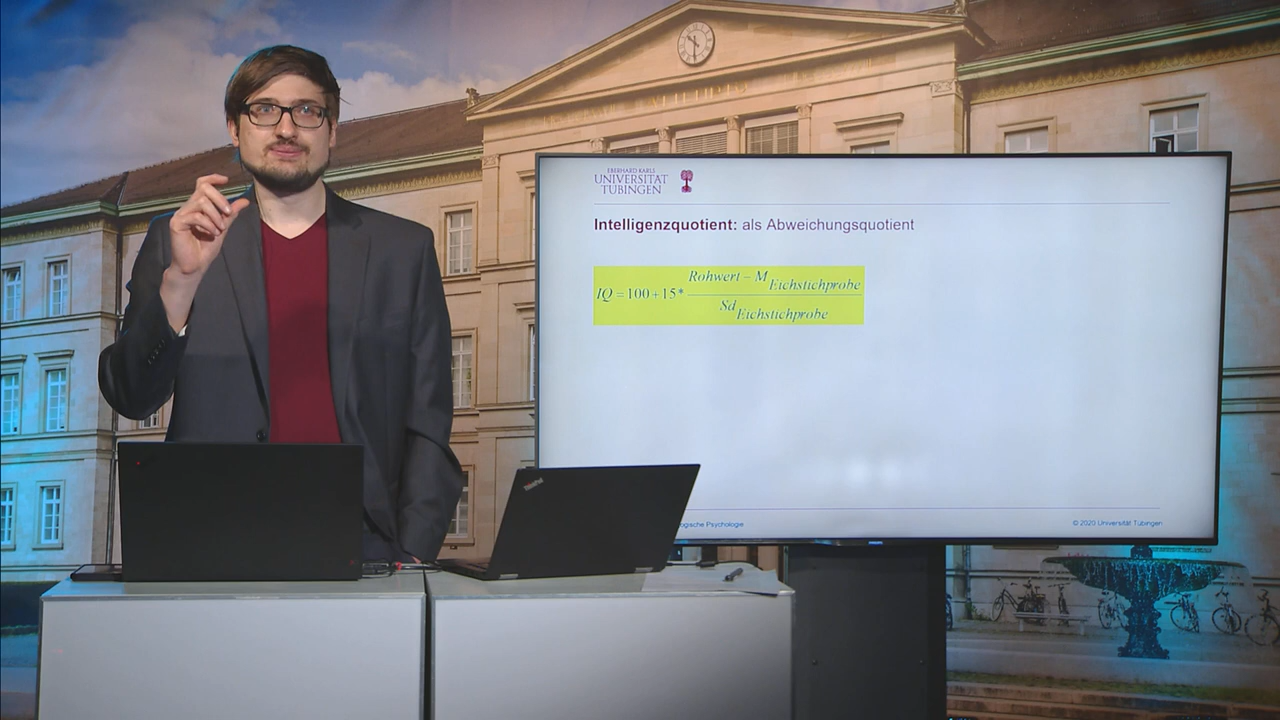 EBERHARD KARLS
UNIVERSITÄT
TÜBINGEN
Intelligenzquotient: als Abweichungsquotient
IQ = 100 + 15* (Rohwert – M Eichstichprobe) / (Sd Eichstichprobe)
ogische Psychologie
© 2020 Universität Tübingen
ThinkPad